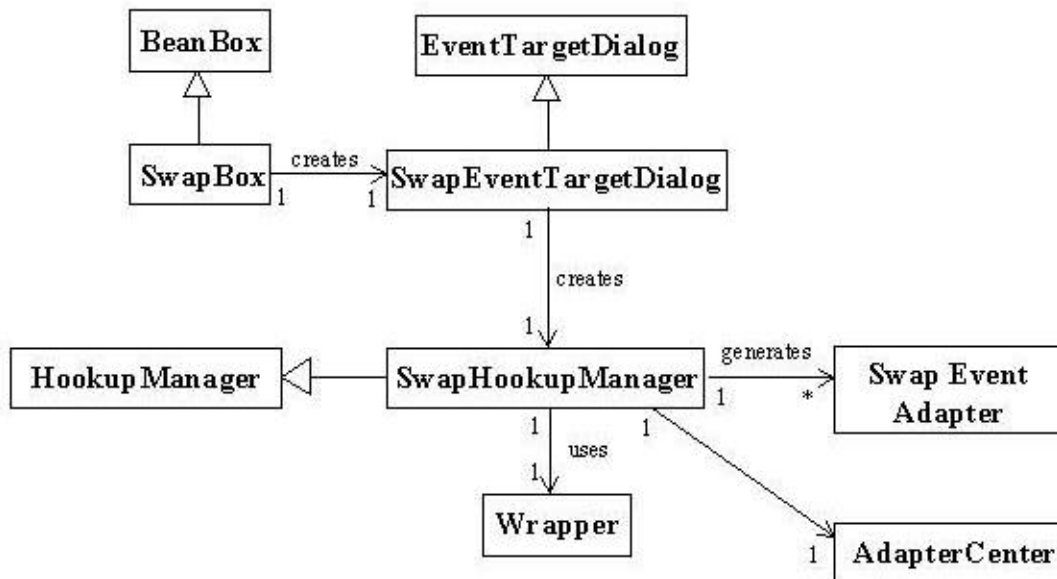 BeanBox
EventTargetDialog
SwapBox
creates
1
1
SwapEventTargetDialog
1
creates
1
HookupManager
SwapHookupManager
generates
1
*
Swap Event
Adapter
1
1
uses
1
Wrapper
1
AdapterCenter